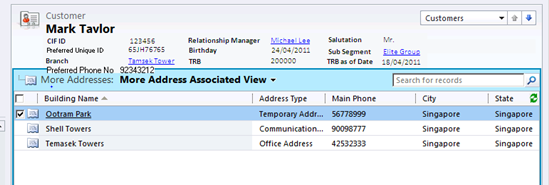 Customer
Customers
Mark Tavlor
CIF ID 123456 Relationship Manager Michael Lee Salutation Mr.
Preferred Unique ID 65JH76765 Birthday 24/04/2011 Sub Segment Elite Group
Branch Tamsek Tower TRB 200000 TRB as of Date 18/04/2011
Preferred Phone No 92343212
More Addresses: More Address Associated View Search for records
Building Name Address Type Main Phone City State
Ootram Park Temporary Addr... 56778999 Singapore Singapore
Shell Towers Communication... 90098777 Singapore Singapore
Temasek Towers Office Address 42532333 Singapore Singapore